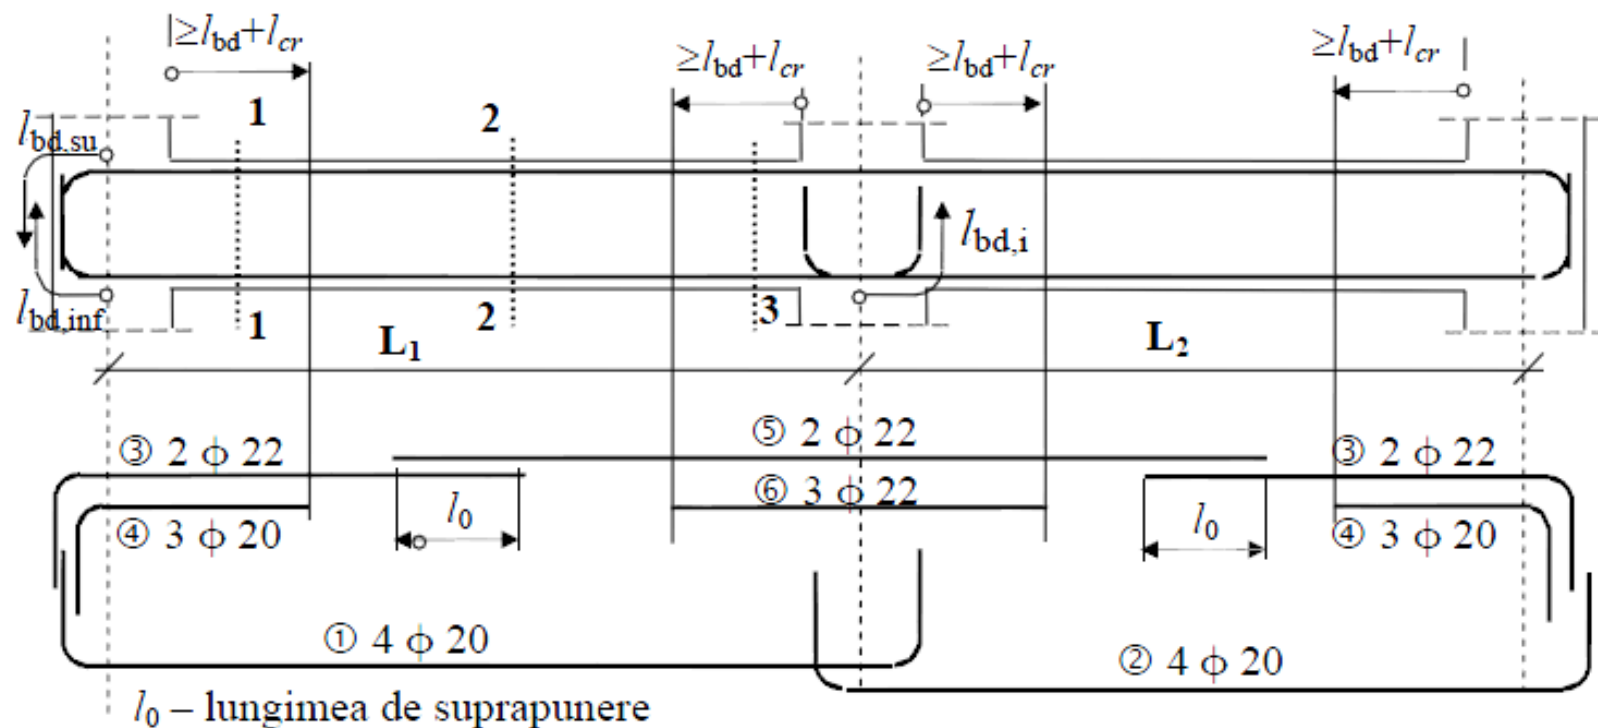 ≥lbd+lcr
≥lbd+lcr
≥lbd+lcr
≥lbd+lcr
1
2
lbd.su
lbd,i
lbd,inf
1
2
3
L1
L2
③ 2 ϕ 22
⑤ 2 ϕ 22
③ 2 ϕ 22
⑥ 3 ϕ 22
l0
l0
④ 3 ϕ 20
④ 3 ϕ 20
① 4 ϕ 20
② 4 ϕ 20
l0 – lungimea de suprapunere